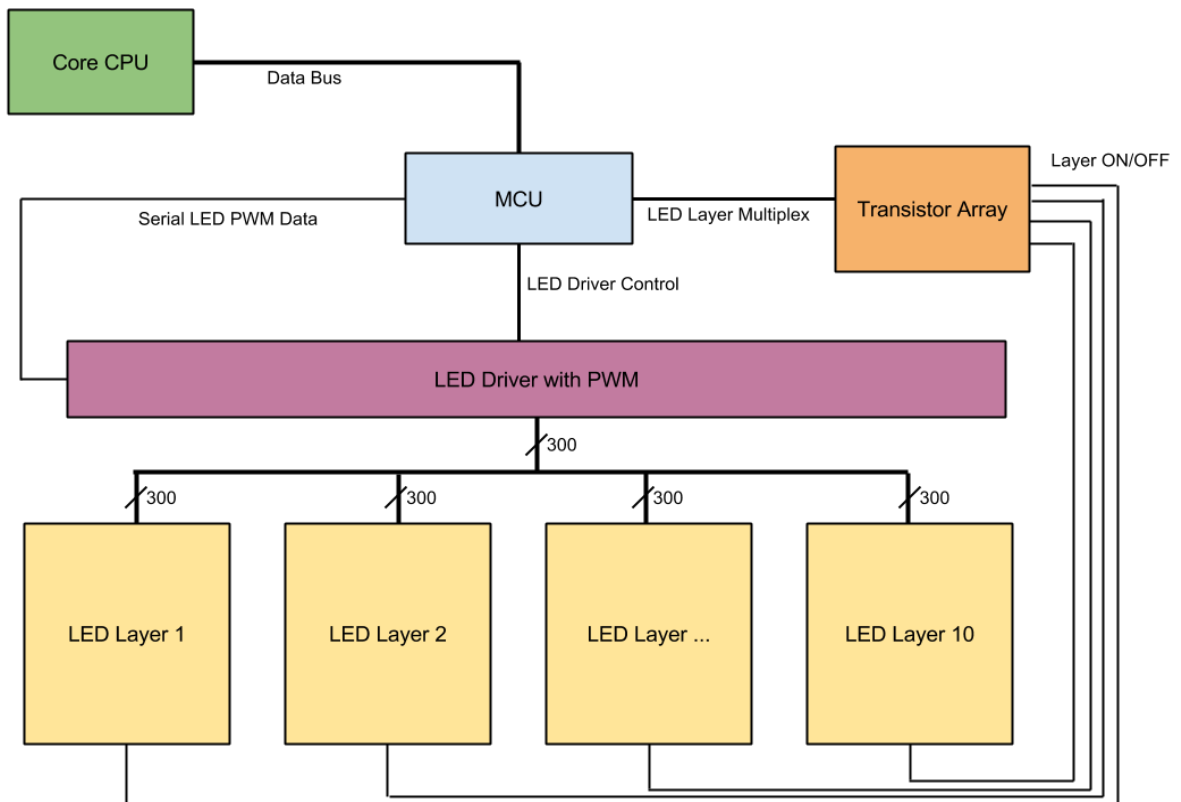 Core CPU
Data Bus
MCU
Transistor Array
Layer ON/OFF
Serial LED PWM Data
LED Layer Multiplex
LED Driver Control
LED Driver with PWM
300
300
300
300
300
LED Layer 1
LED Layer 2
LED Layer ...
LED Layer 10